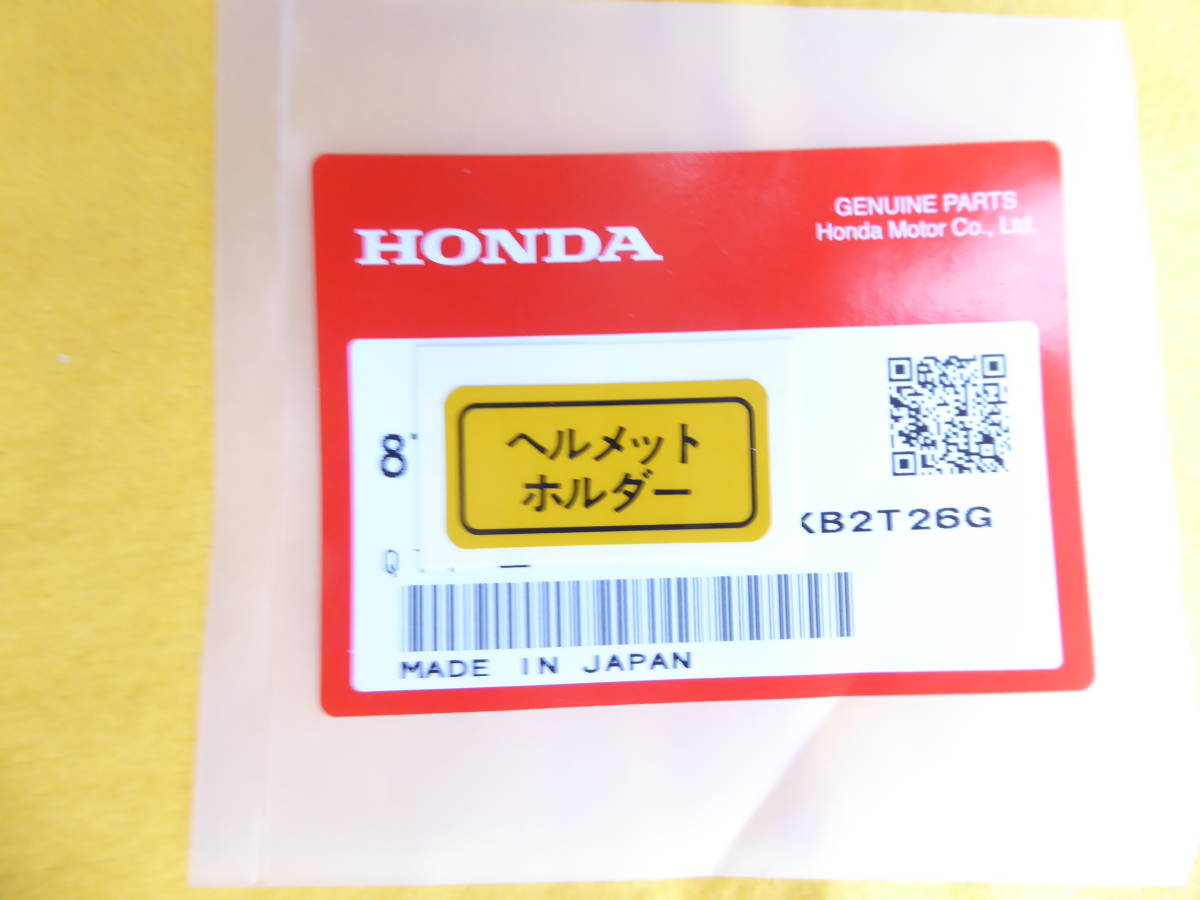 HONDA
GENUINE PARTS
Honda Motor Co., Ltd.
ヘルメット
ホルダー
8
KB2T26G
Q
MADE IN JAPAN